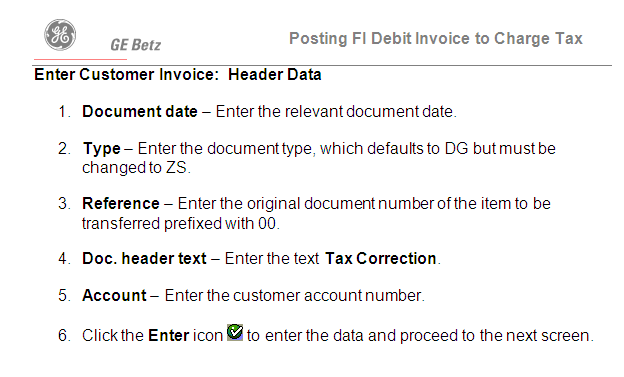 GE Betz
Posting FI Debit Invoice to Charge Tax
Enter Customer Invoice:  Header Data
1. Document date – Enter the relevant document date.
2. Type – Enter the document type, which defaults to DG but must be
changed to ZS.
3. Reference – Enter the original document number of the item to be
transferred prefixed with 00.
4. Doc. header text – Enter the text Tax Correction.
5. Account – Enter the customer account number.
6. Click the Enter icon to enter the data and proceed to the next screen.